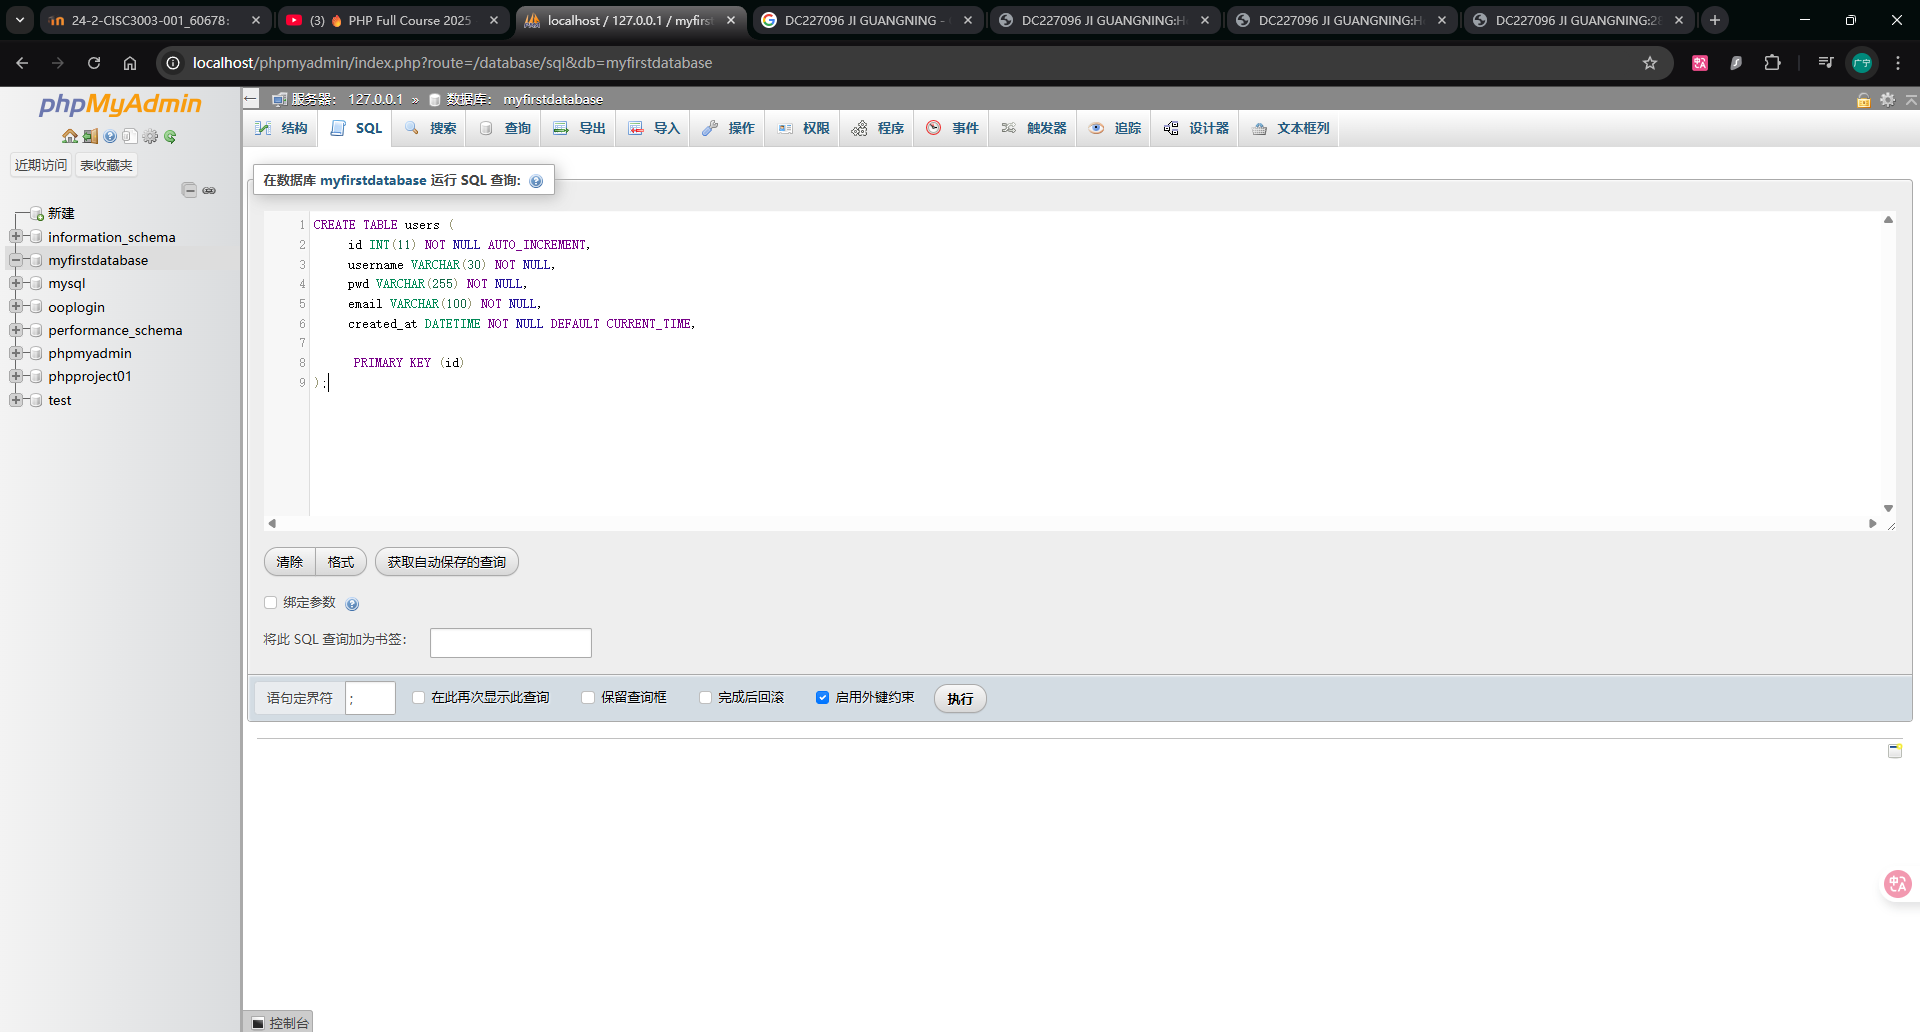 24-2-CISC3003-001_60678:
(3) 🔥 PHP Full Course 2025
localhost / 127.0.0.1 / myfirst
DC227096 JI GUANGNING -
DC227096 JI GUANGNING:H
DC227096 JI GUANGNING:H
DC227096 JI GUANGNING:2
localhost/phpmyadmin/index.php?route=/database/sql&db=myfirstdatabase
广宁
phpMyAdmin
近期访问
表收藏夹
新建
information_schema
myfirstdatabase
mysql
ooplogin
performance_schema
phpmyadmin
phpproject01
test
服务器: 127.0.0.1 » 数据库: myfirstdatabase
结构
SQL
搜索
查询
导出
导入
操作
权限
程序
事件
触发器
追踪
设计器
文本框列
在数据库 myfirstdatabase 运行 SQL 查询:
1 CREATE TABLE users (
2 id INT(11) NOT NULL AUTO_INCREMENT,
3 username VARCHAR(30) NOT NULL,
4 pwd VARCHAR(255) NOT NULL,
5 email VARCHAR(100) NOT NULL,
6 created_at DATETIME NOT NULL DEFAULT CURRENT_TIME,
7
8 PRIMARY KEY (id)
9 );
清除
格式
获取自动保存的查询
绑定参数
将此 SQL 查询加为书签:
语句定界符 ;
在此再次显示此查询
保留查询框
完成后回滚
启用外键约束
执行
控制台